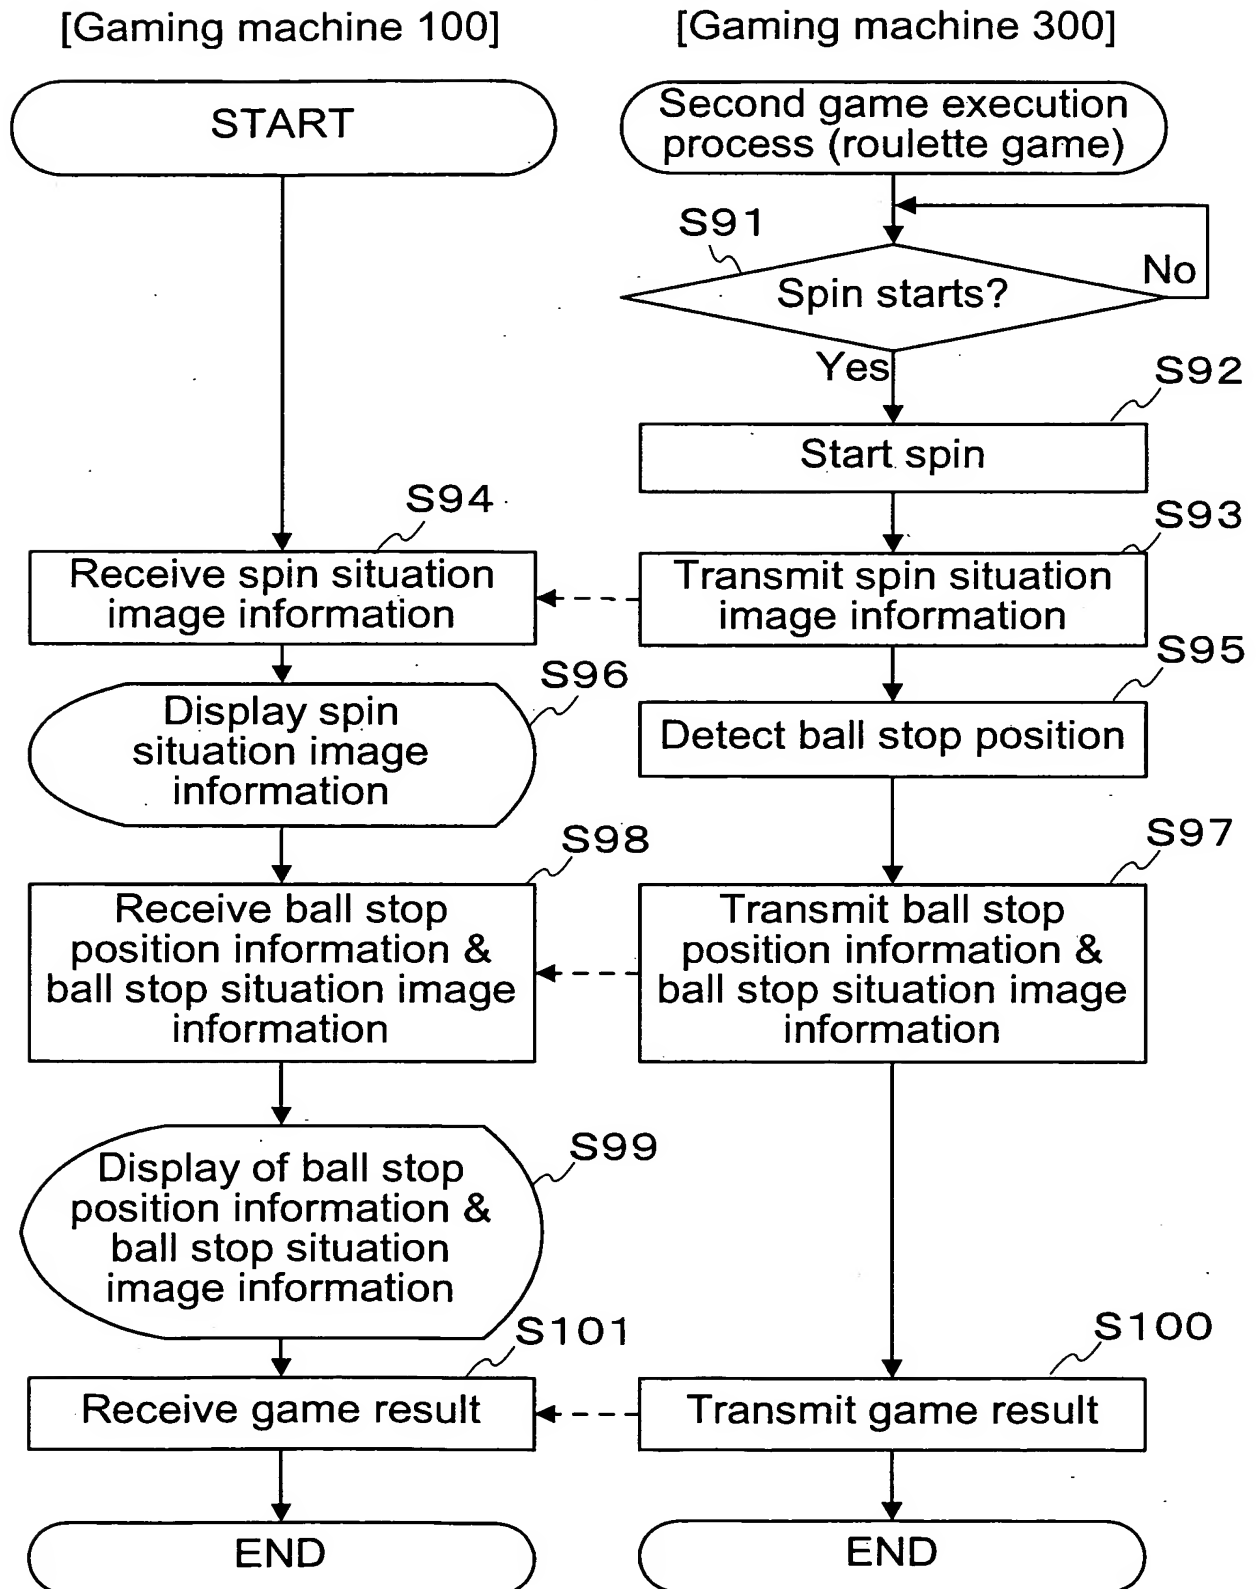 [Gaming machine 100]
START
S94
Receive spin situation
image information
S96
Display spin
situation image
information
S98
Receive ball stop
position information &
ball stop situation image
information
S99
Display of ball stop
position information &
ball stop situation
image information
S101
Receive game result
END
[Gaming machine 300]
Second game execution
process (roulette game)
S91
Spin starts?
No
Yes
S92
Start spin
S93
Transmit spin situation
image information
S95
Detect ball stop position
S97
Transmit ball stop
position information &
ball stop situation image
information
S100
Transmit game result
END